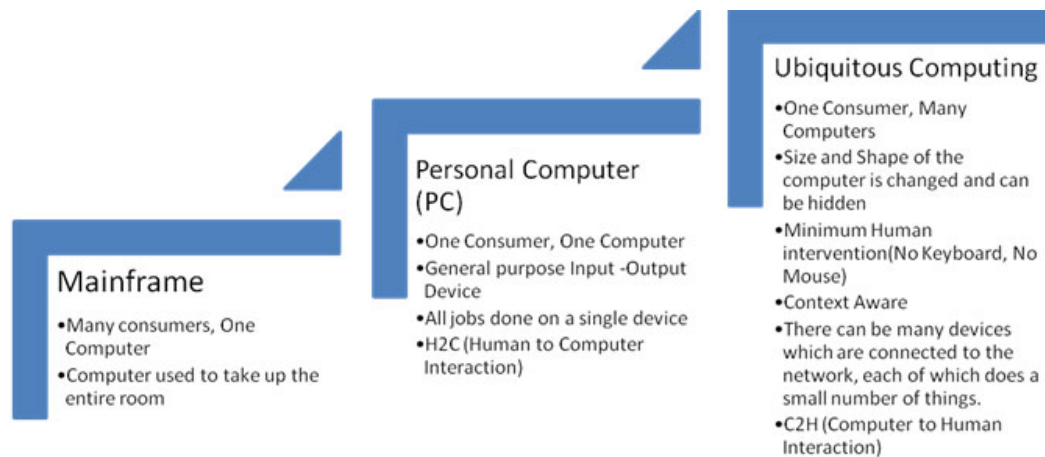 Mainframe
•Many consumers, One
Computer
•Computer used to take up the
entire room
Personal Computer
(PC)
•One Consumer, One Computer
•General purpose Input -Output
Device
•All jobs done on a single device
•H2C (Human to Computer
Interaction)
Ubiquitous Computing
•One Consumer, Many
Computers
•Size and Shape of the
computer is changed and can
be hidden
•Minimum Human
intervention(No Keyboard, No
Mouse)
•Context Aware
•There can be many devices
which are connected to the
network, each of which does a
small number of things.
•C2H (Computer to Human
Interaction)